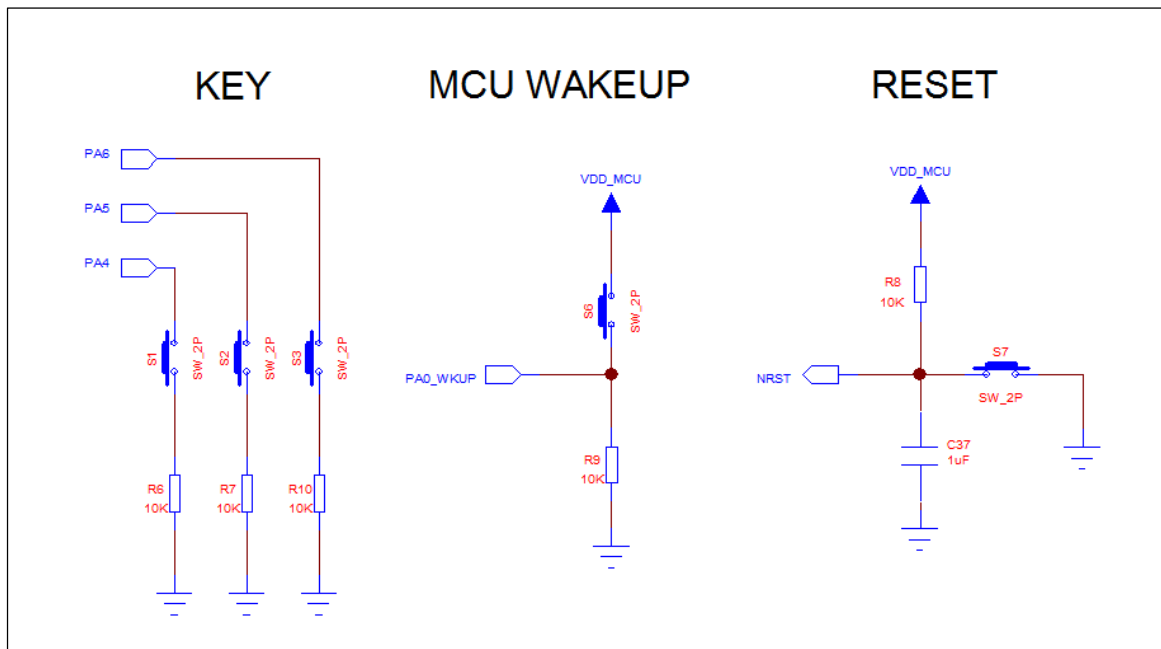 KEY
PA6
PA5
PA4
S1
SW_2P
S2
SW_2P
S3
SW_2P
R6
10K
R7
10K
R10
10K
MCU WAKEUP
VDD_MCU
S6
SW_2P
PA0_WKUP
R9
10K
RESET
VDD_MCU
R8
10K
NRST
S7
SW_2P
C37
1uF